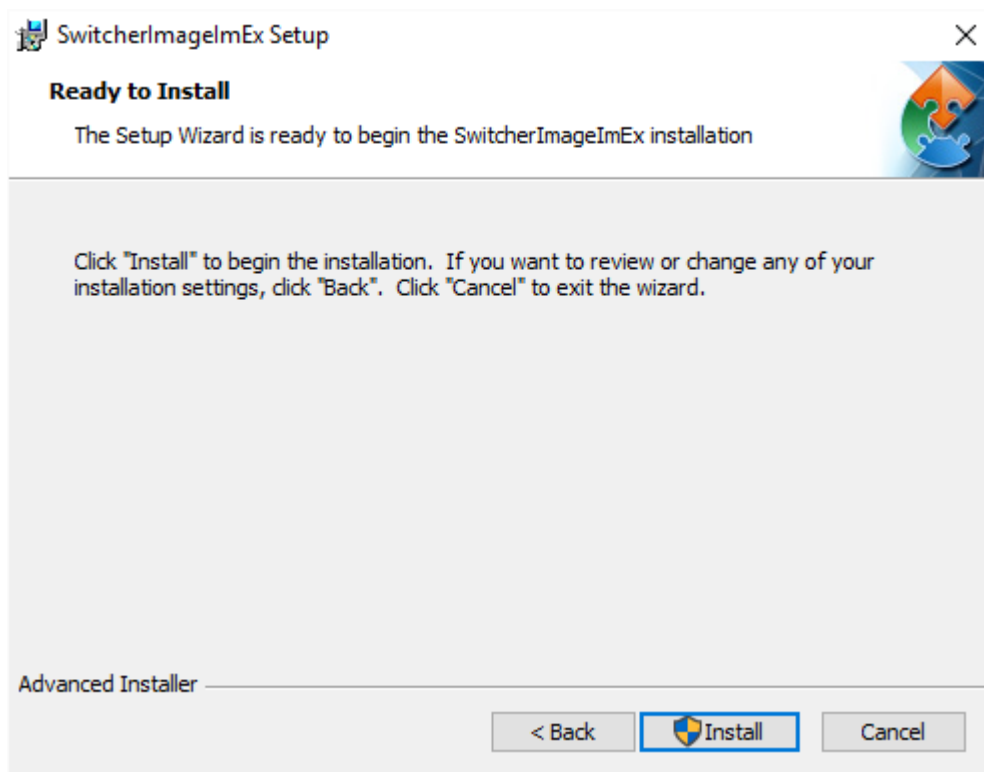 SwitcherImageImEx Setup
Ready to Install
The Setup Wizard is ready to begin the SwitcherImageImEx installation
Click "Install" to begin the installation.  If you want to review or change any of your
installation settings, click "Back".  Click "Cancel" to exit the wizard.
Advanced Installer
< Back
Install
Cancel